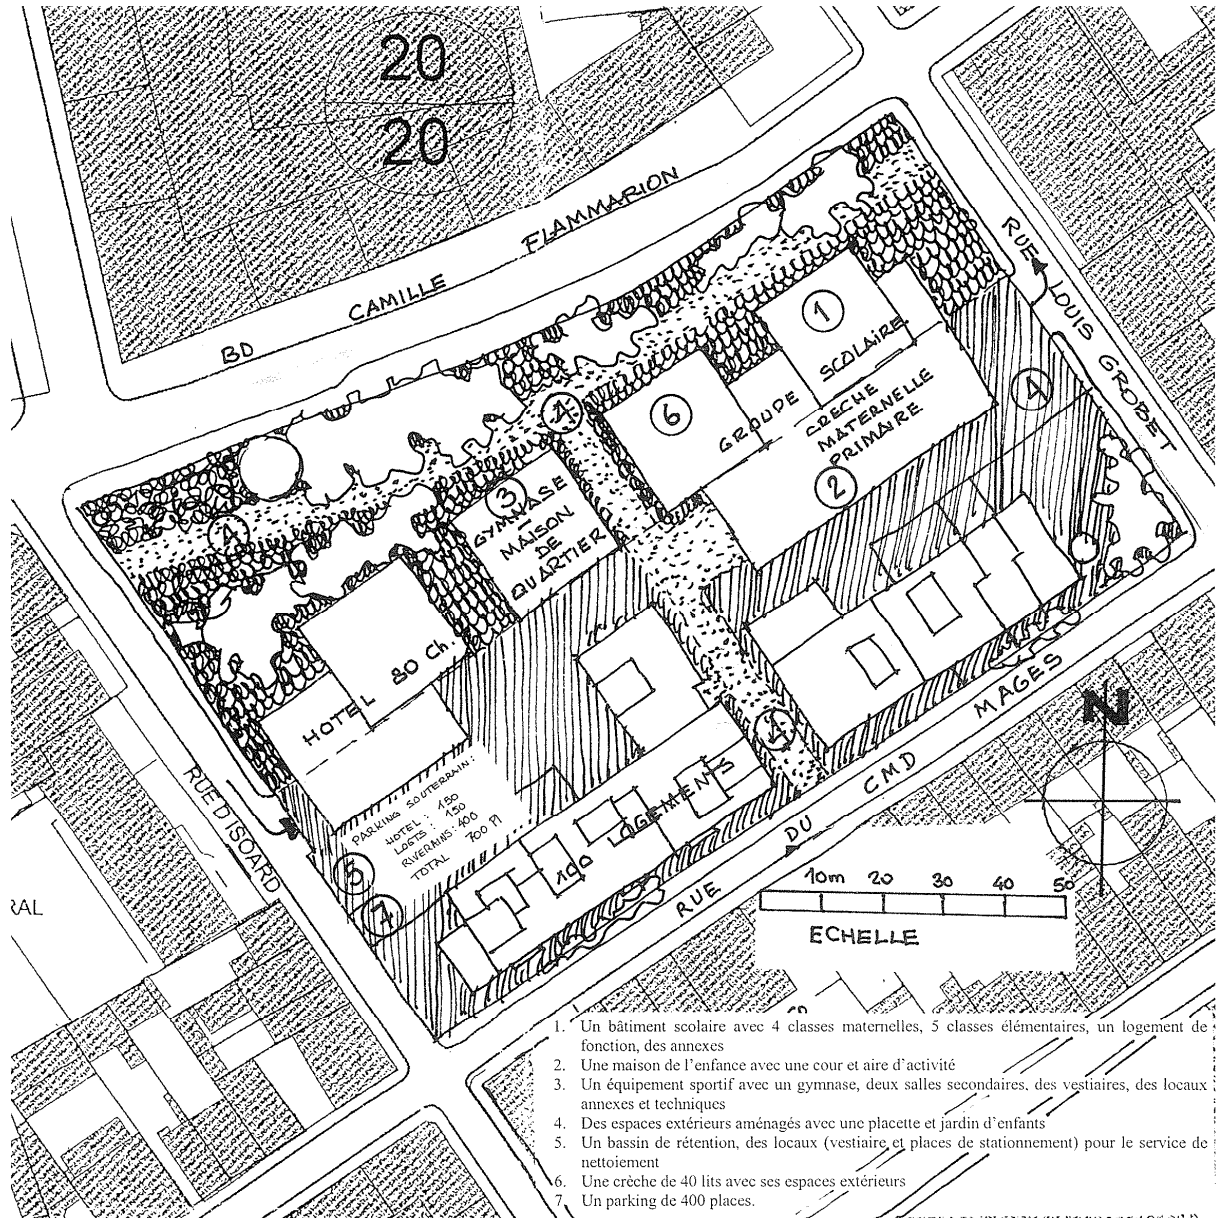 20
20
BD CAMILLE FLAMMARION
RUE LOUIS GROBET
1
SCOLAIRE
6
GROUPE
CRECHE
MATERNELLE
PRIMAIRE
2
4
4
3
GYMNASE
-
MAISON
DE
QUARTIER
4
HOTEL 80 Ch.
RUE D'ISOARD
PARKING SOUTERRAIN:
HOTEL : 150
LOGTS : 150
RIVERAINS: 400
TOTAL 700 Pl
5
7
100 LOGEMENTS
4
RUE DU CMD MAGES
N
RAL
10m 20 30 40 50
ECHELLE
1. Un bâtiment scolaire avec 4 classes maternelles, 5 classes élémentaires, un logement de
fonction, des annexes
2. Une maison de l'enfance avec une cour et aire d'activité
3. Un équipement sportif avec un gymnase, deux salles secondaires, des vestiaires, des locaux
annexes et techniques
4. Des espaces extérieurs aménagés avec une placette et jardin d'enfants
5. Un bassin de rétention, des locaux (vestiaire et places de stationnement) pour le service de
nettoiement
6. Une crèche de 40 lits avec ses espaces extérieurs
7. Un parking de 400 places.